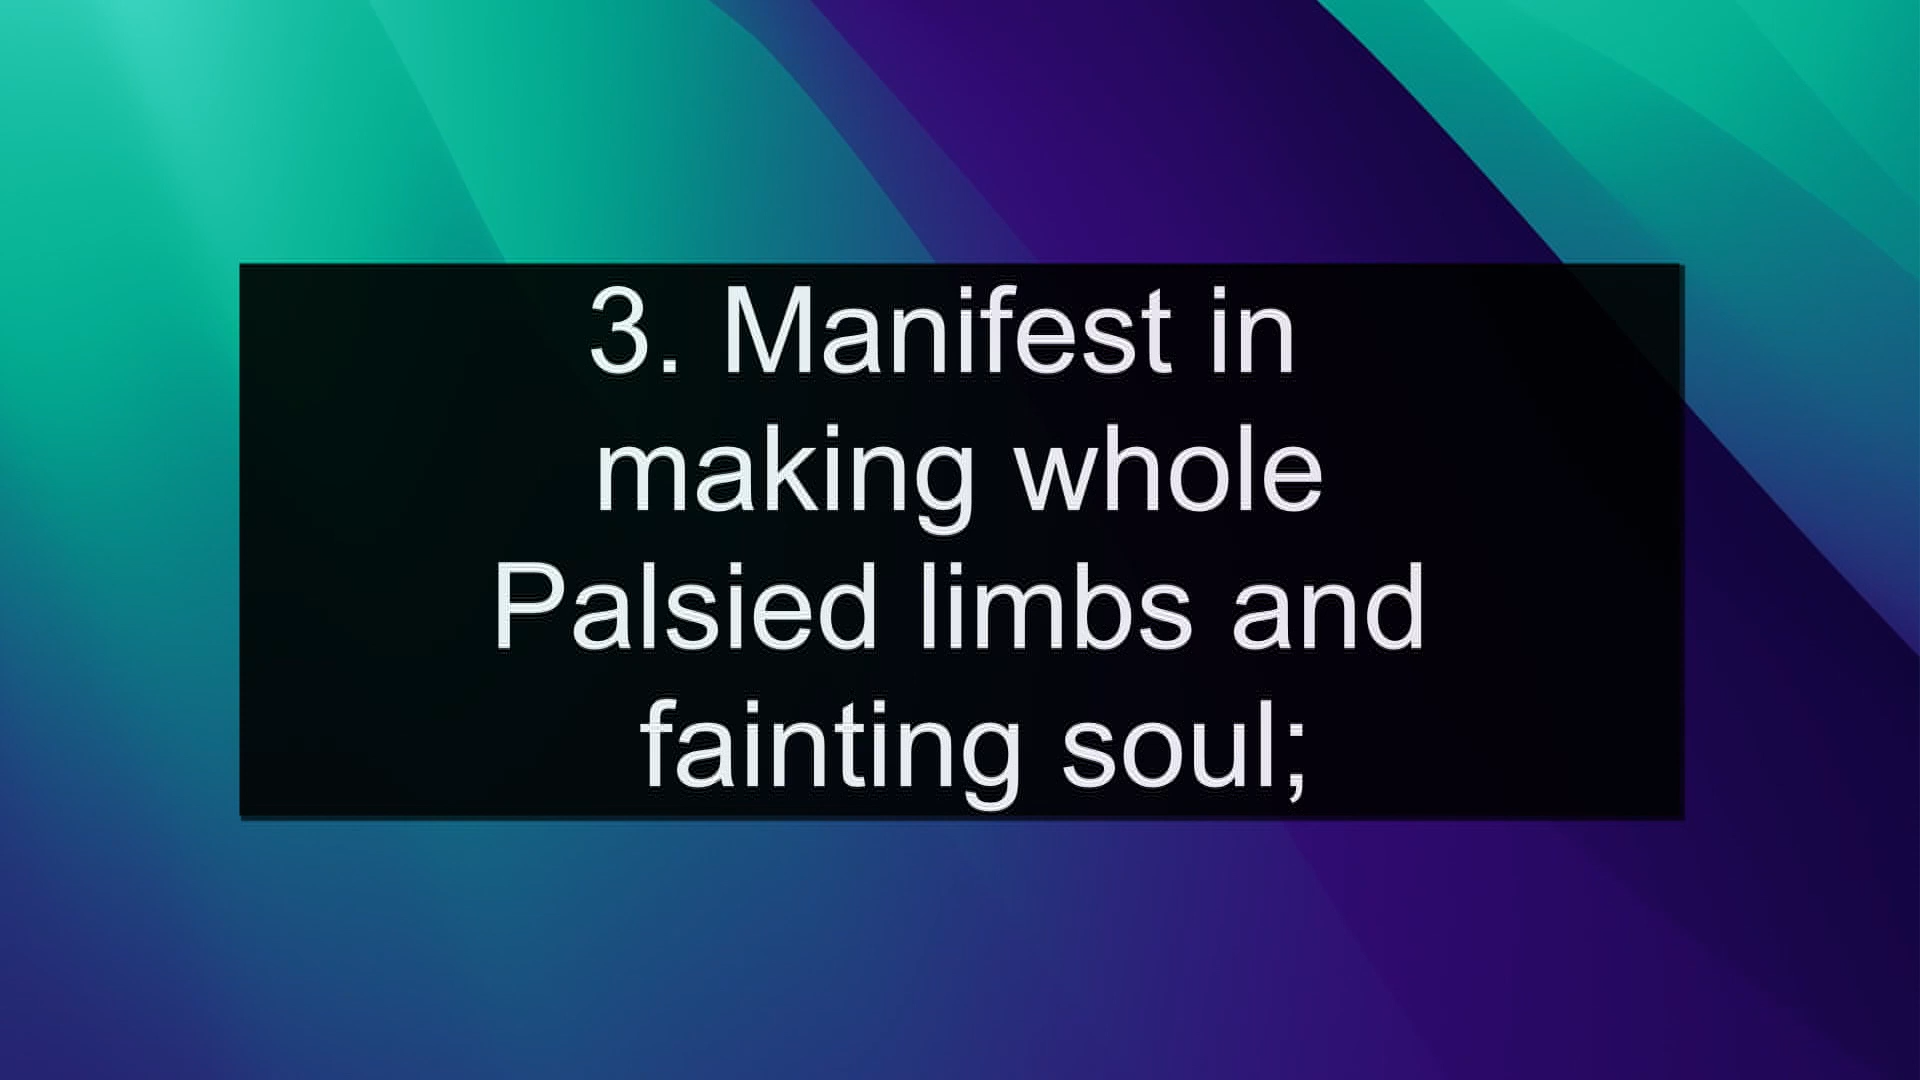 3. Manifest in
making whole
Palsied limbs and
fainting soul;